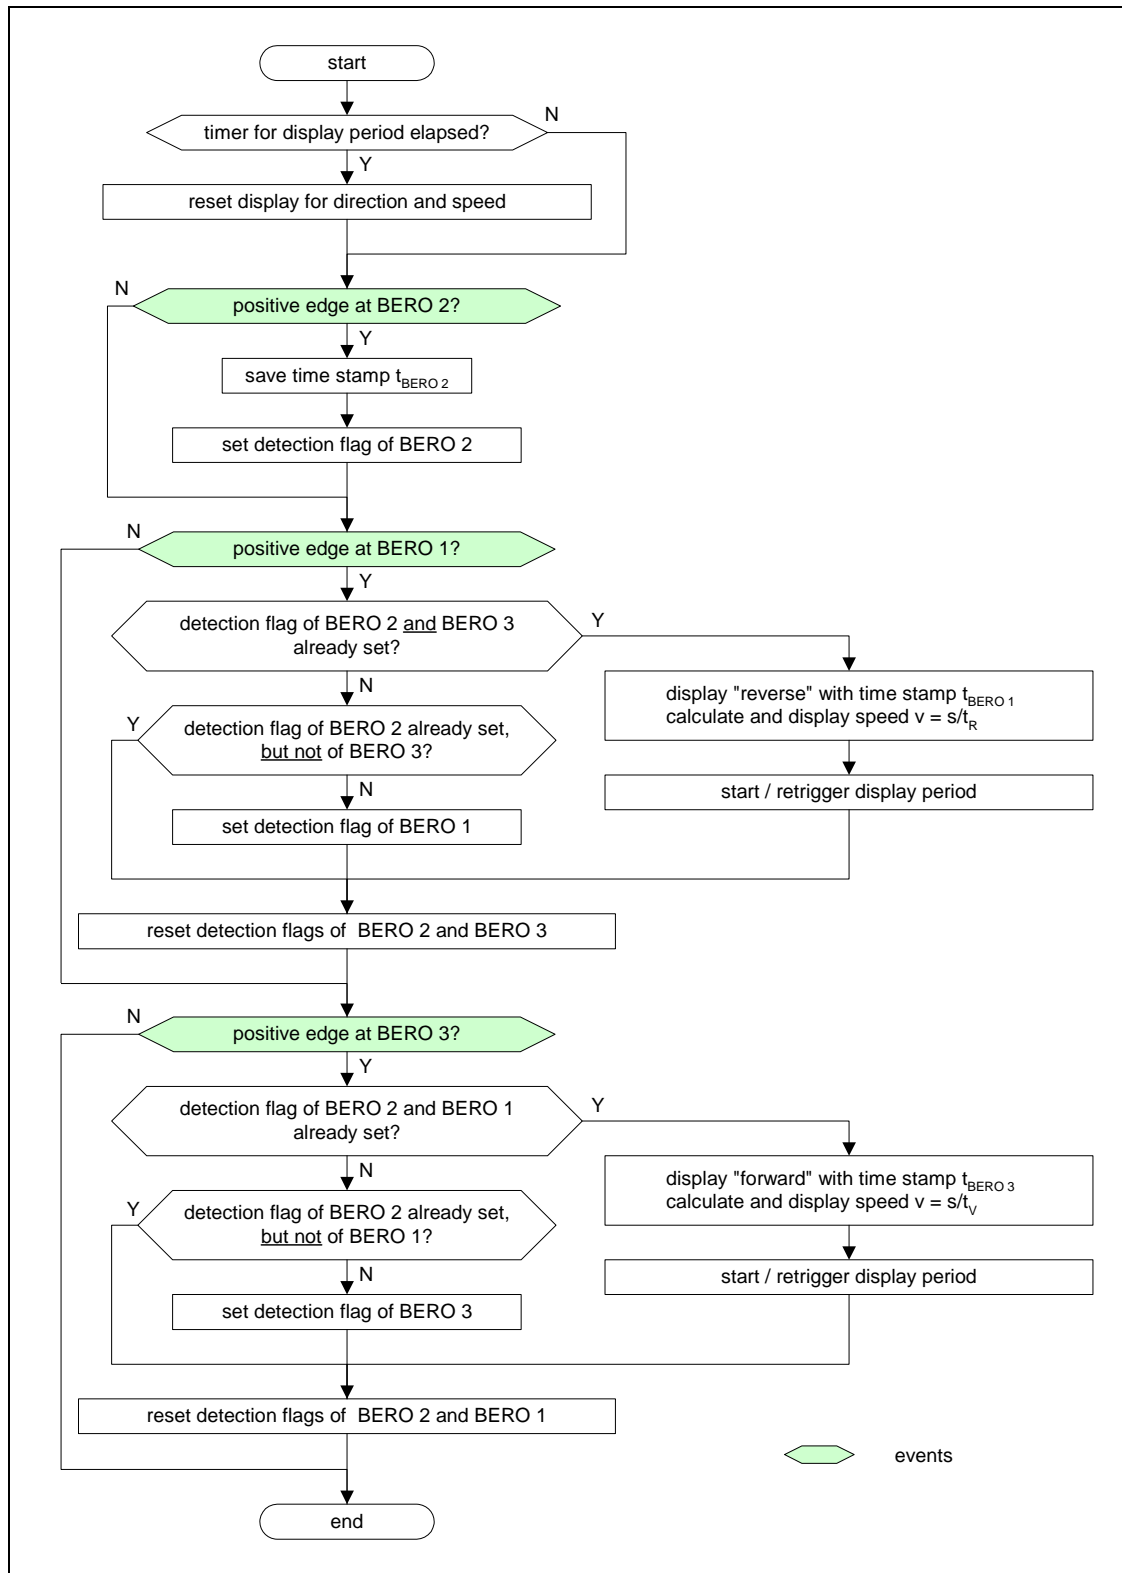 start
timer for display period elapsed?
N
Y
reset display for direction and speed
N
positive edge at BERO 2?
Y
save time stamp tBERO 2
set detection flag of BERO 2
N
positive edge at BERO 1?
Y
detection flag of BERO 2 and BERO 3
already set?
Y
N
display "reverse" with time stamp tBERO 1
calculate and display speed v = s/tR
Y
detection flag of BERO 2 already set,
but not of BERO 3?
start / retrigger display period
N
set detection flag of BERO 1
reset detection flags of  BERO 2 and BERO 3
N
positive edge at BERO 3?
Y
detection flag of BERO 2 and BERO 1
already set?
Y
N
display "forward" with time stamp tBERO 3
calculate and display speed v = s/tV
Y
detection flag of BERO 2 already set,
but not of BERO 1?
start / retrigger display period
N
set detection flag of BERO 3
reset detection flags of  BERO 2 and BERO 1
events
end